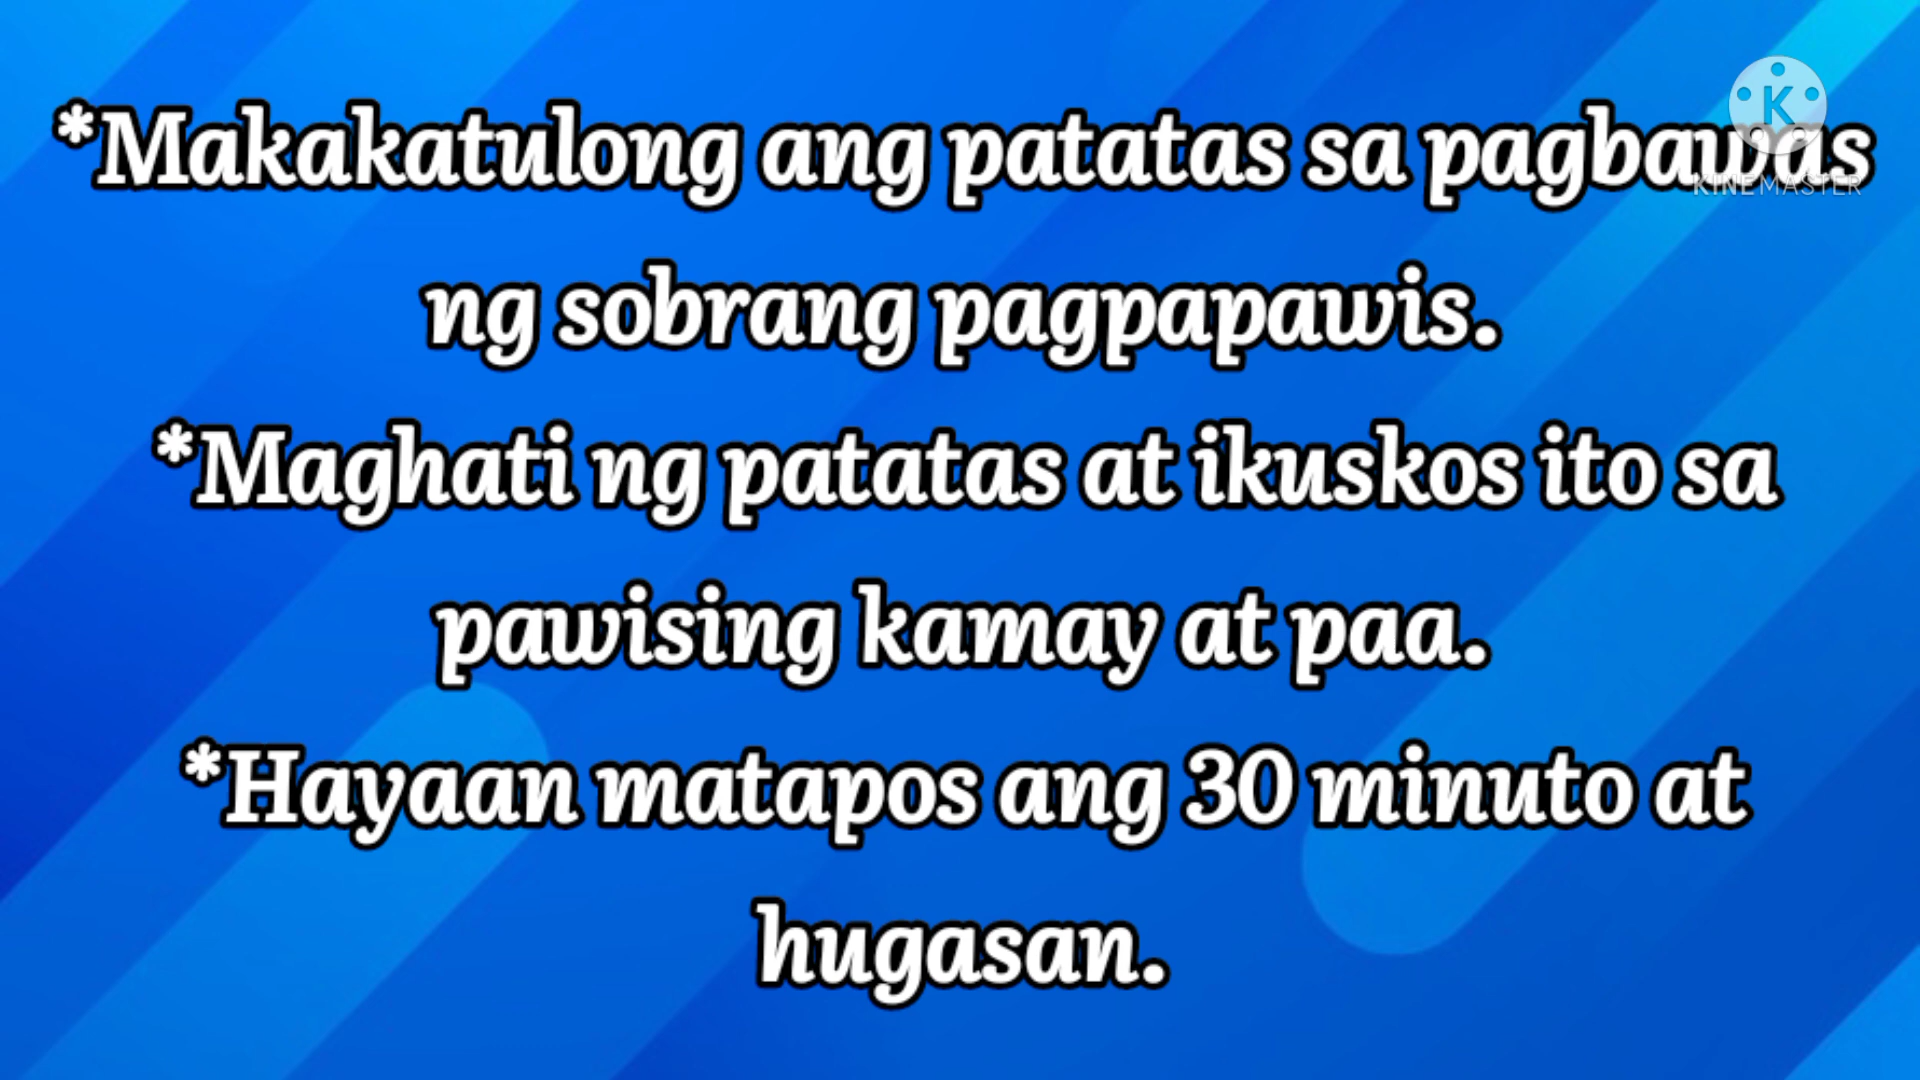 *Makakatulong ang patatas sa pagbawas
KINEMASTER
ng sobrang pagpapawis.
*Maghati ng patatas at ikuskos ito sa
pawising kamay at paa.
*Hayaan matapos ang 30 minuto at
hugasan.